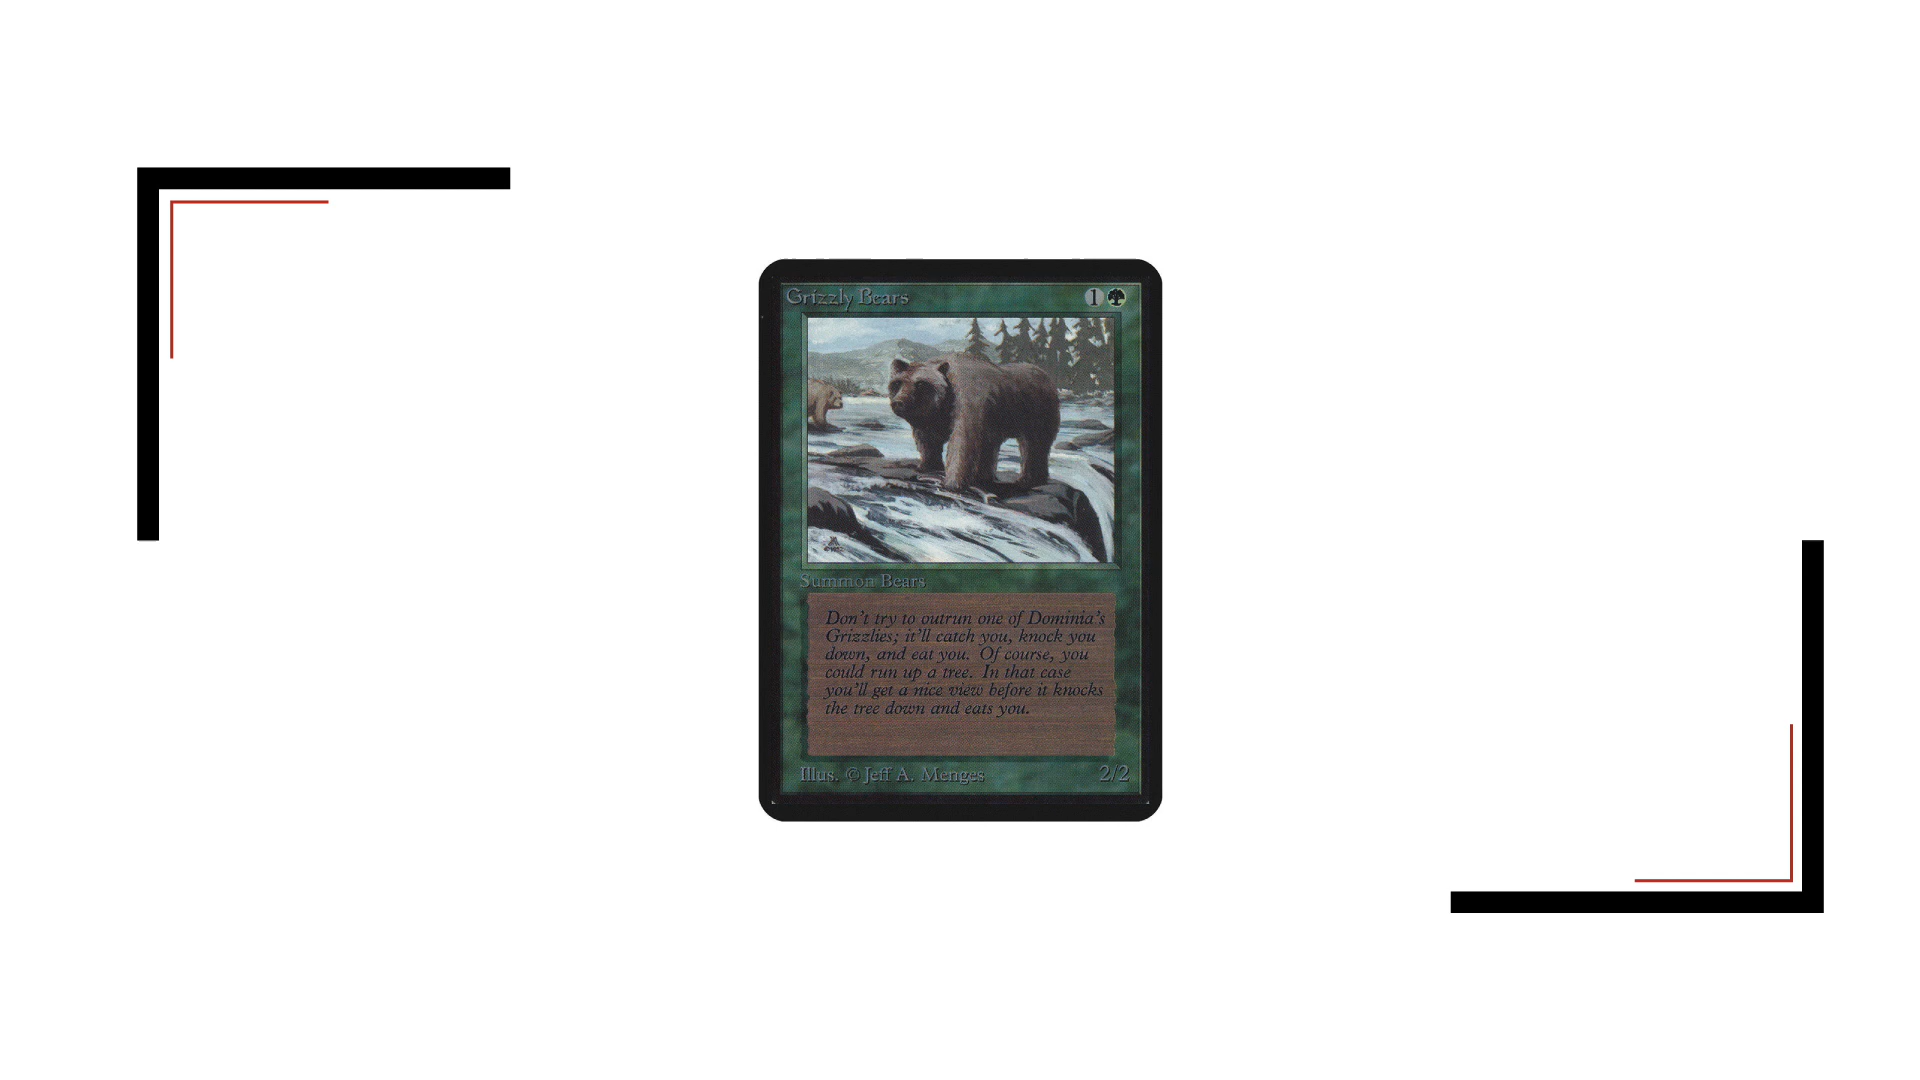 Grizzly Bears 1
Summon Bears
Don't try to outrun one of Dominia's
Grizzlies; it'll catch you, knock you
down, and eat you. Of course, you
could run up a tree. In that case
you'll get a nice view before it knocks
the tree down and eats you.
Illus. © Jeff A. Menges 2/2